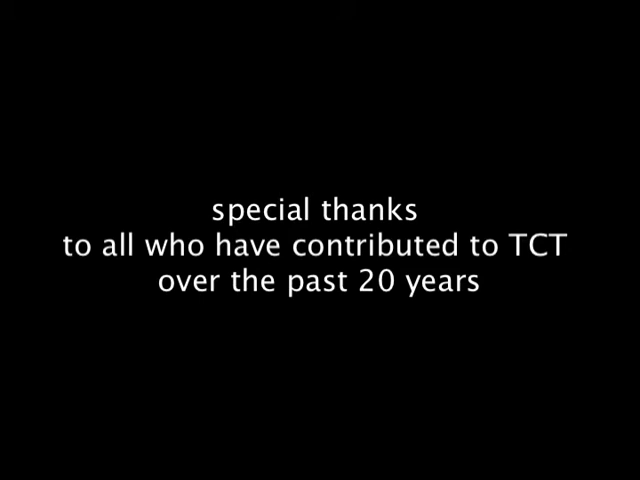 special thanks
to all who have contributed to TCT
over the past 20 years